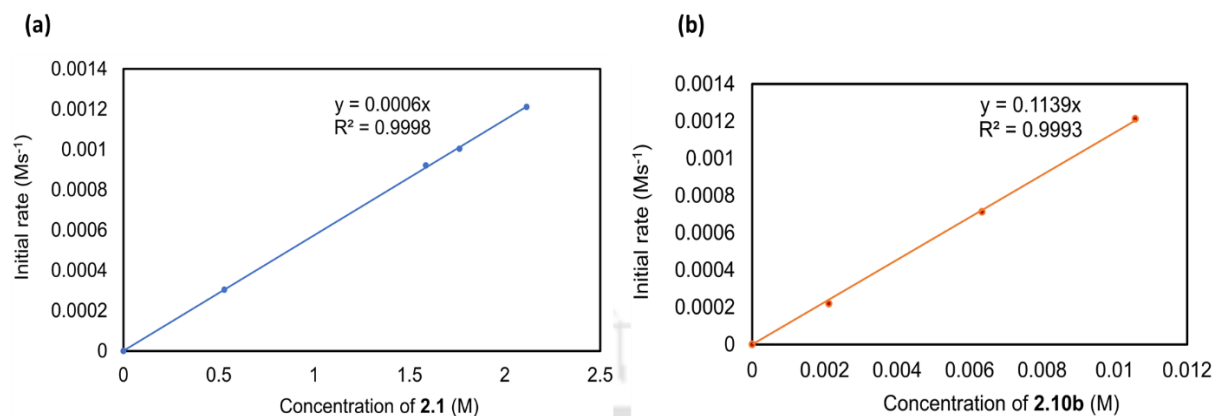 (a)
0.0014
0.0012
0.001
0.0008
0.0006
0.0004
0.0002
0
Initial rate (Ms⁻¹)
y = 0.0006x
R² = 0.9998
0 0.5 1 1.5 2 2.5
Concentration of 2.1 (M)
(b)
0.0014
0.0012
0.001
0.0008
0.0006
0.0004
0.0002
0
Initial rate (Ms⁻¹)
y = 0.1139x
R² = 0.9993
0 0.002 0.004 0.006 0.008 0.01 0.012
Concentration of 2.10b (M)